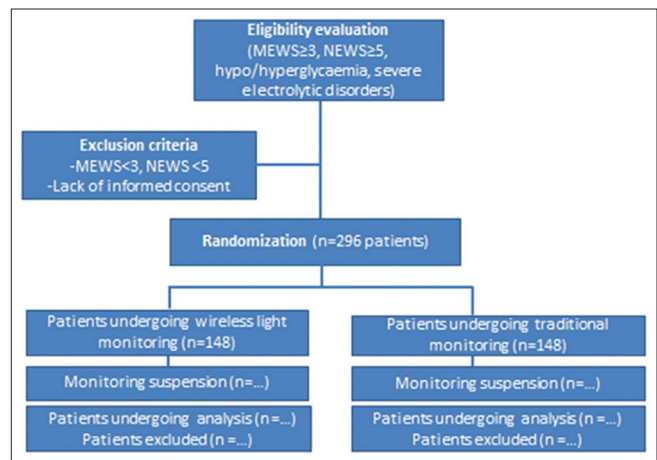 Eligibility evaluation
(MEWS≥3, NEWS≥5,
hypo/hyperglycaemia, severe
electrolytic disorders)
Exclusion criteria
-MEWS<3, NEWS <5
-Lack of informed consent
Randomization (n=296 patients)
Patients undergoing wireless light
monitoring (n=148)
Patients undergoing traditional
monitoring (n=148)
Monitoring suspension (n=...)
Monitoring suspension (n=...)
Patients undergoing analysis (n =...)
Patients excluded (n =...)
Patients undergoing analysis (n =...)
Patients excluded (n =...)